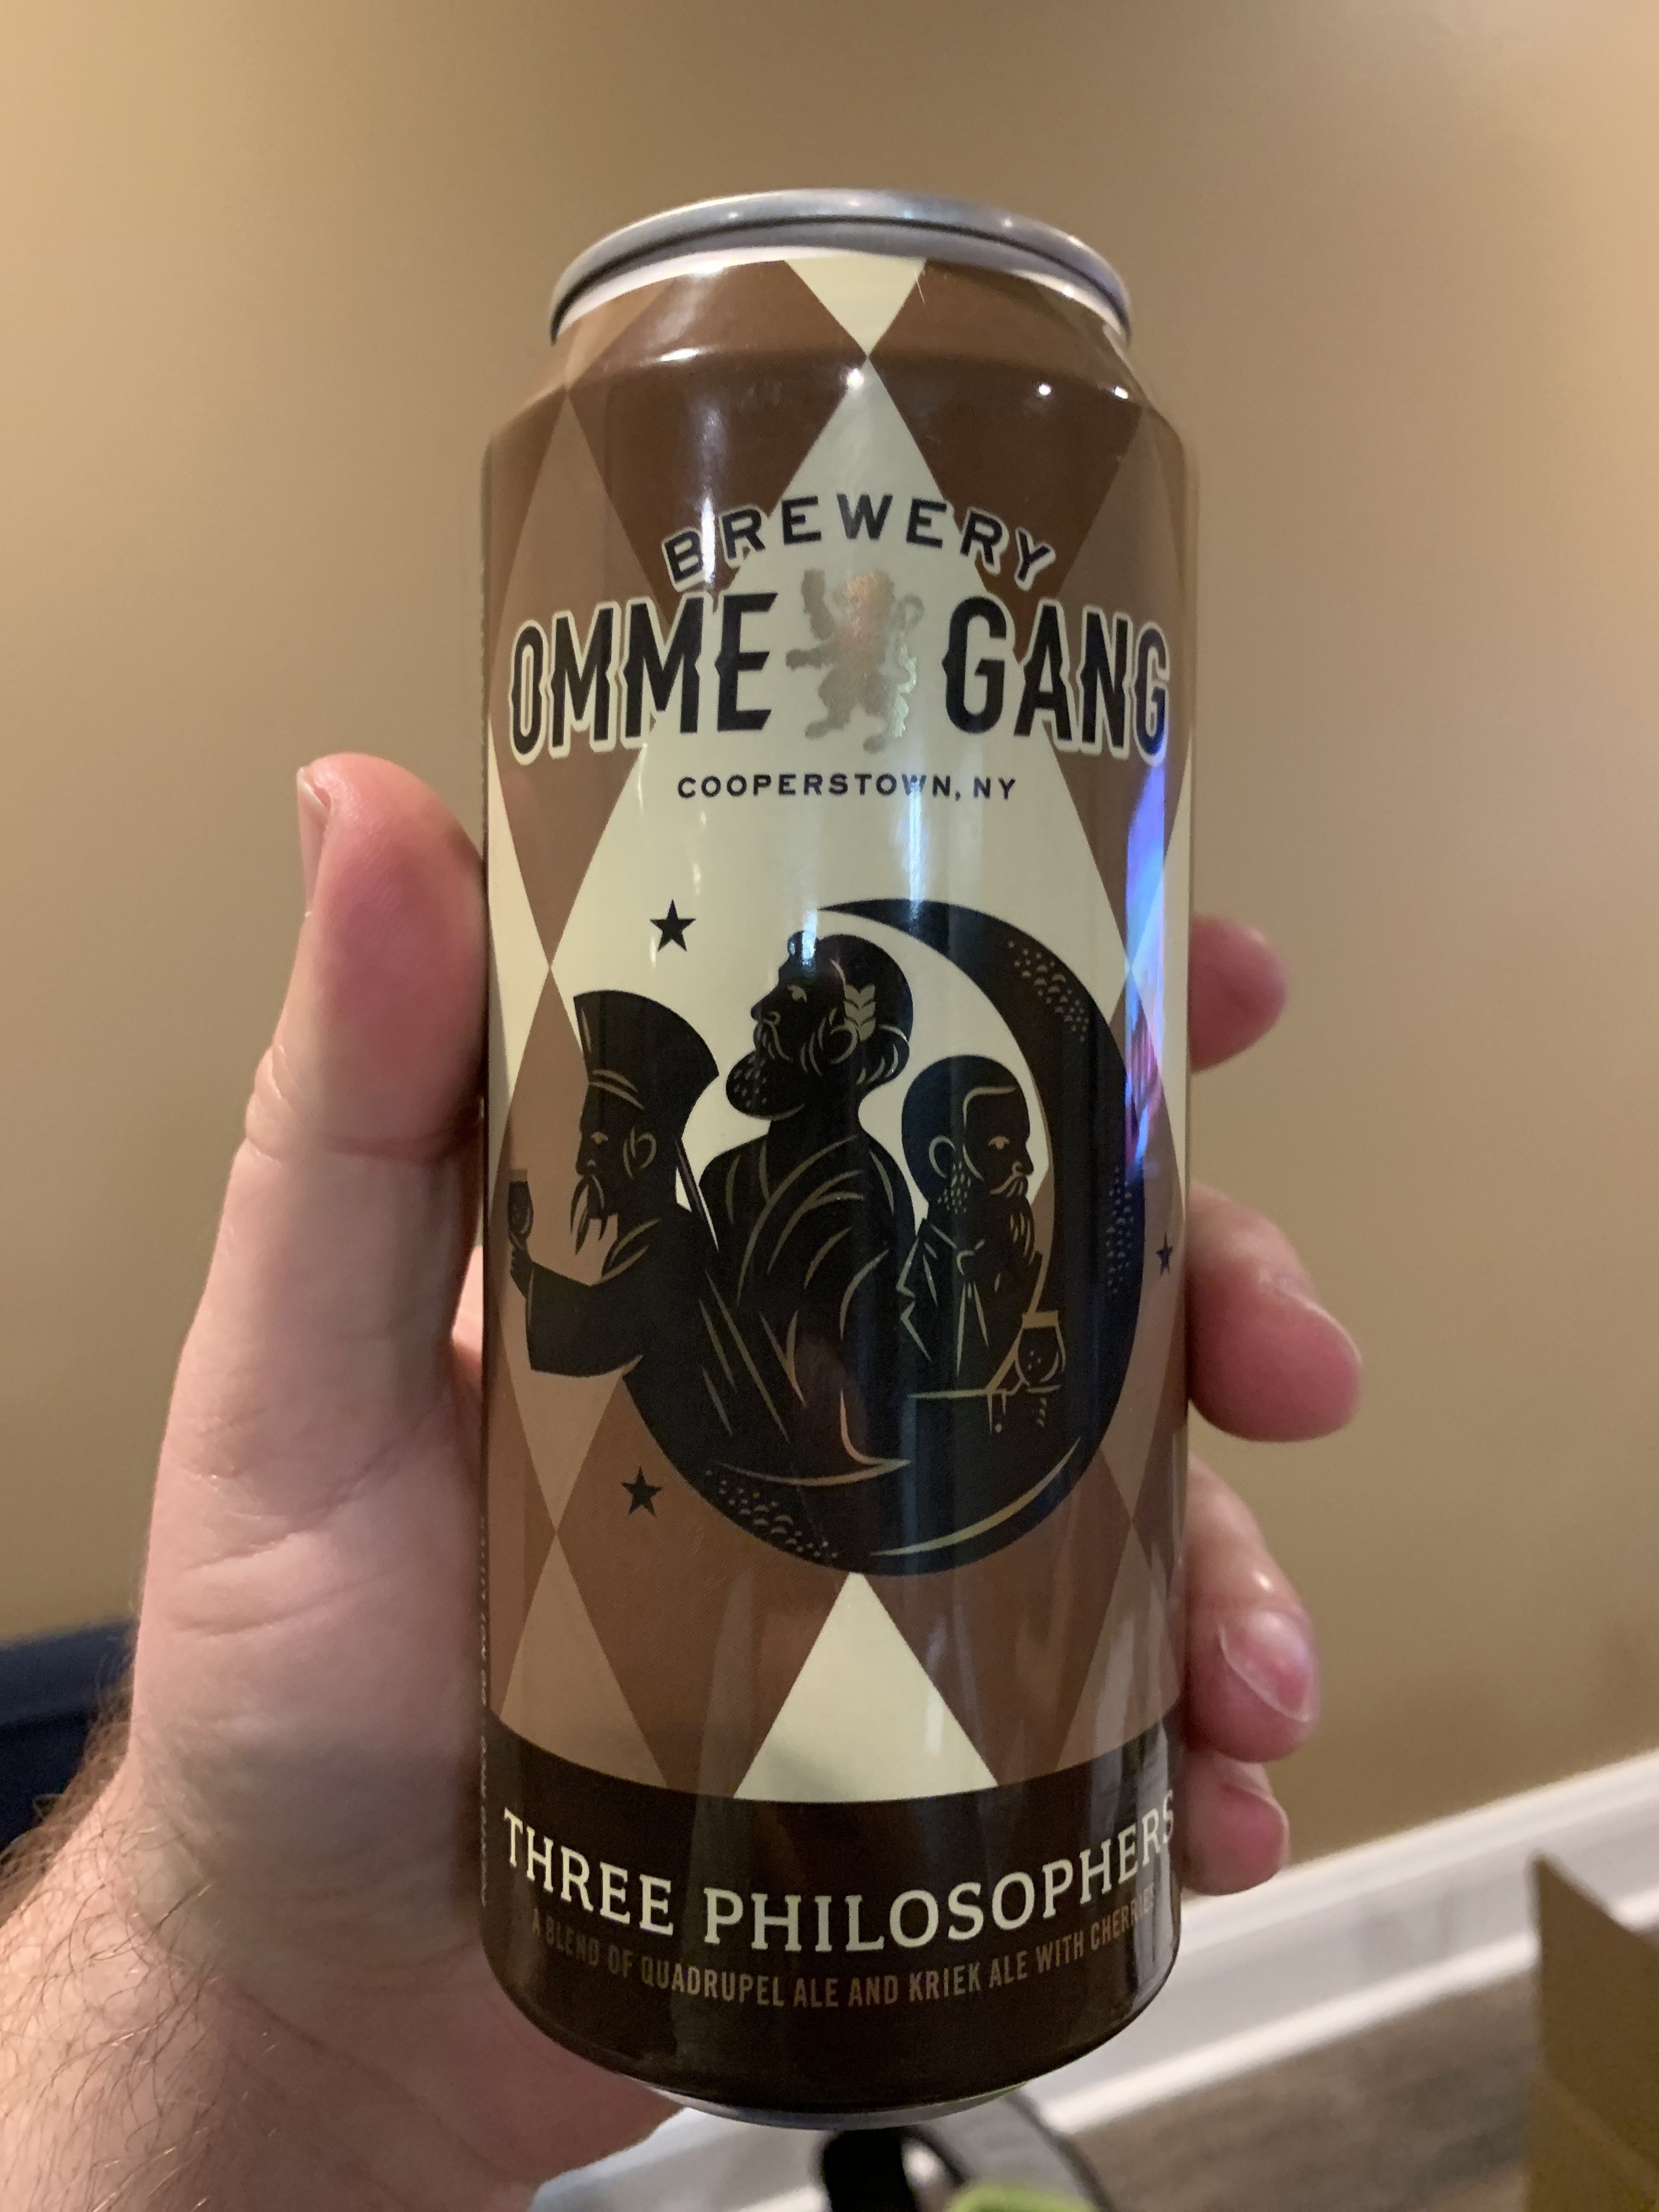 BREWERY
OMME GANG
COOPERSTOWN, NY
THREE PHILOSOPHERS
A BLEND OF QUADRUPEL ALE AND KRIEK ALE WITH CHERRIES